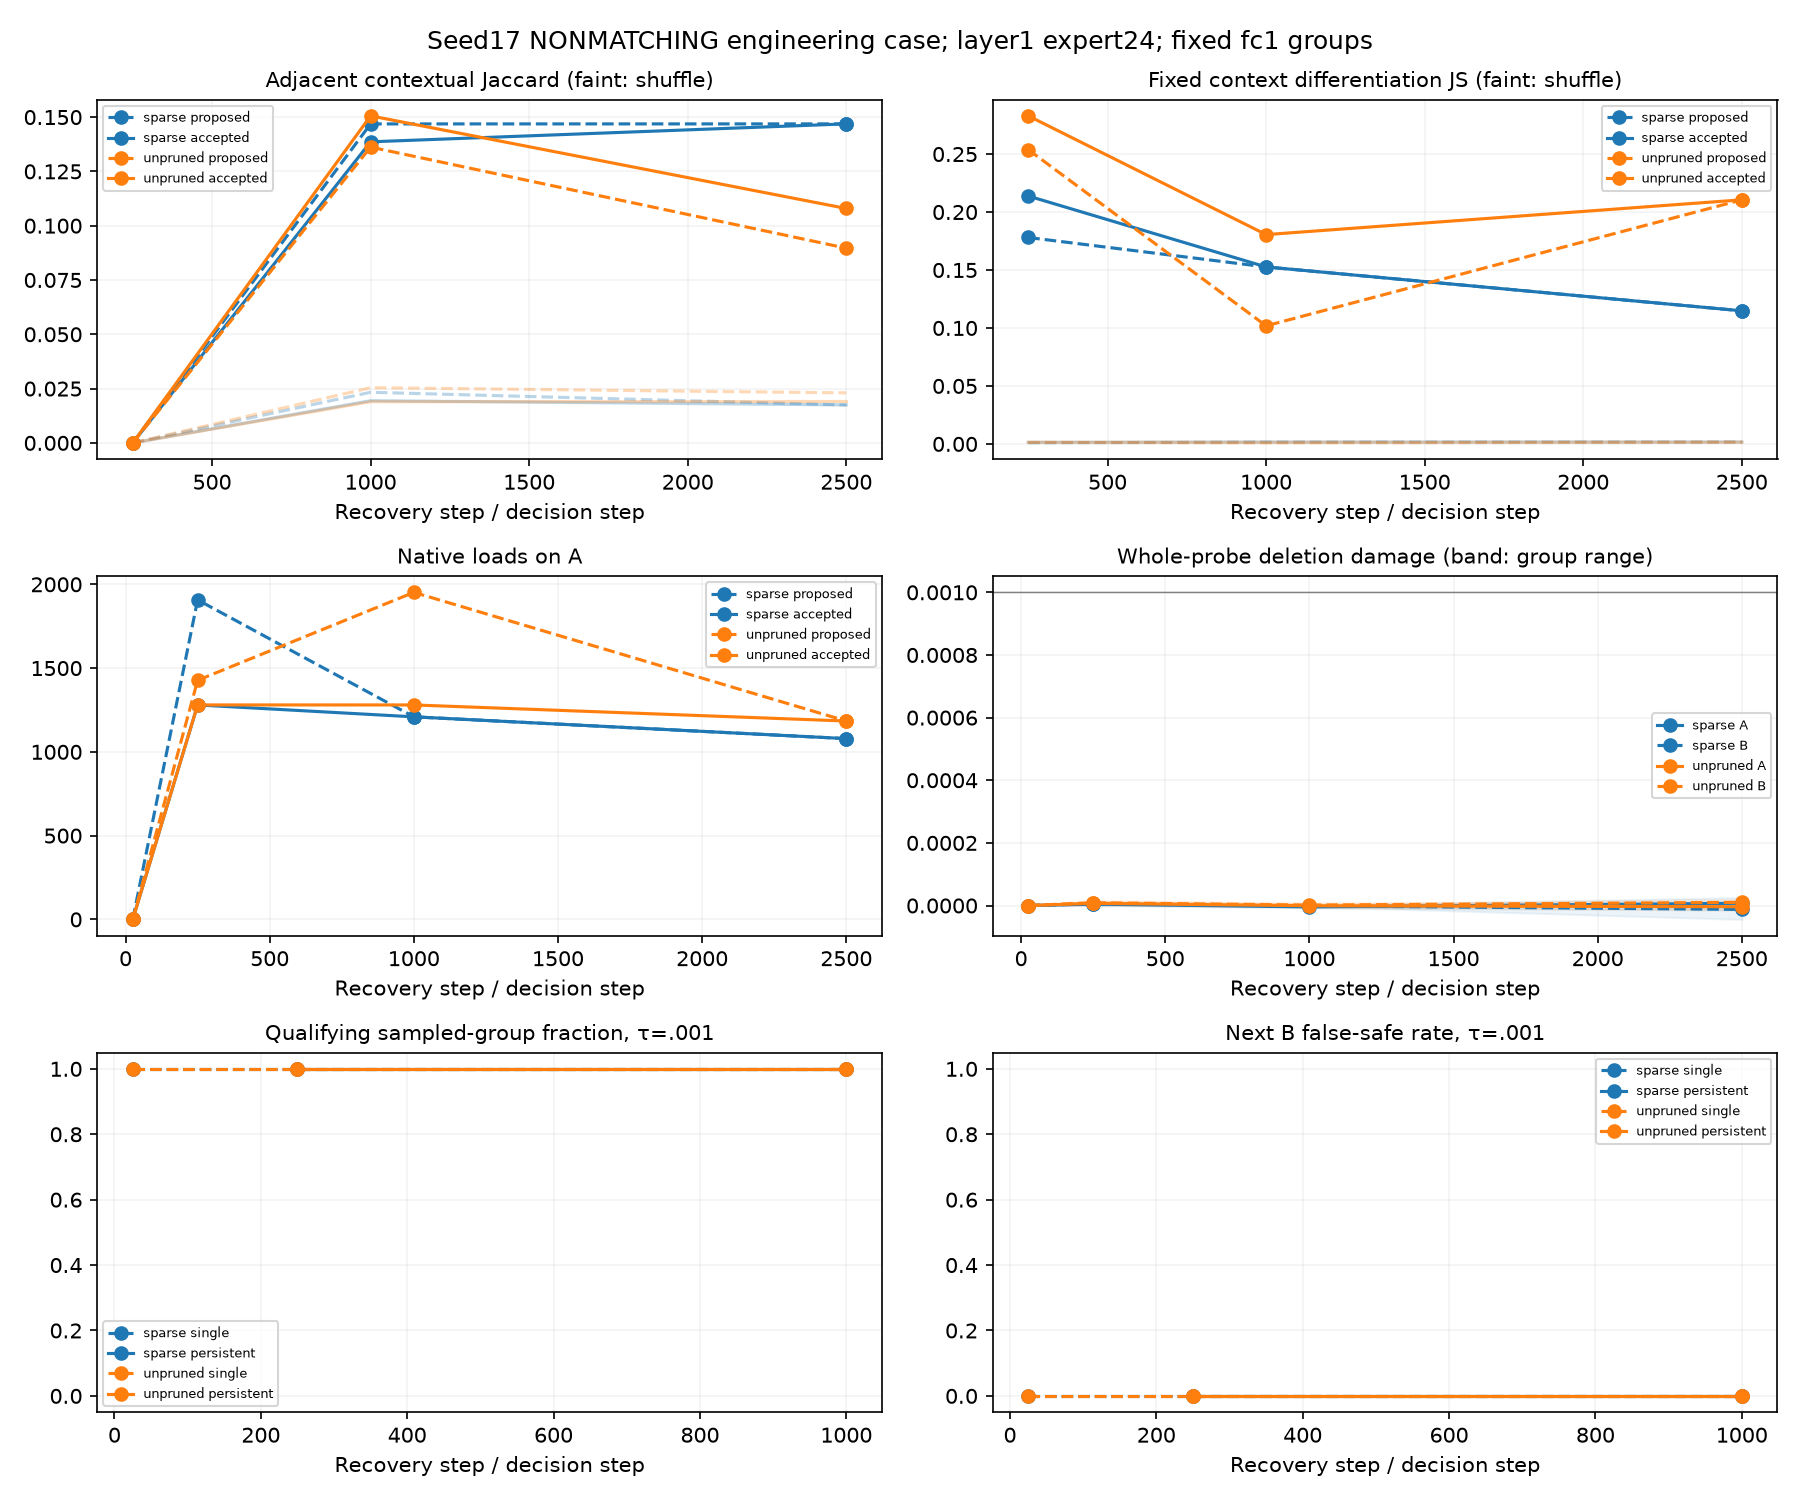 Seed17 NONMATCHING engineering case; layer1 expert24; fixed fc1 groups
Adjacent contextual Jaccard (faint: shuffle)
0.150
0.125
0.100
0.075
0.050
0.025
0.000
sparse proposed
sparse accepted
unpruned proposed
unpruned accepted
500
1000
1500
2000
2500
Recovery step / decision step
Fixed context differentiation JS (faint: shuffle)
0.25
0.20
0.15
0.10
0.05
0.00
sparse proposed
sparse accepted
unpruned proposed
unpruned accepted
500
1000
1500
2000
2500
Recovery step / decision step
Native loads on A
2000
1500
1000
500
0
sparse proposed
sparse accepted
unpruned proposed
unpruned accepted
0
500
1000
1500
2000
2500
Recovery step / decision step
Whole-probe deletion damage (band: group range)
0.0010
0.0008
0.0006
0.0004
0.0002
0.0000
sparse A
sparse B
unpruned A
unpruned B
0
500
1000
1500
2000
2500
Recovery step / decision step
Qualifying sampled-group fraction, τ=.001
1.0
0.8
0.6
0.4
0.2
0.0
sparse single
sparse persistent
unpruned single
unpruned persistent
0
200
400
600
800
1000
Recovery step / decision step
Next B false-safe rate, τ=.001
1.0
0.8
0.6
0.4
0.2
0.0
sparse single
sparse persistent
unpruned single
unpruned persistent
0
200
400
600
800
1000
Recovery step / decision step